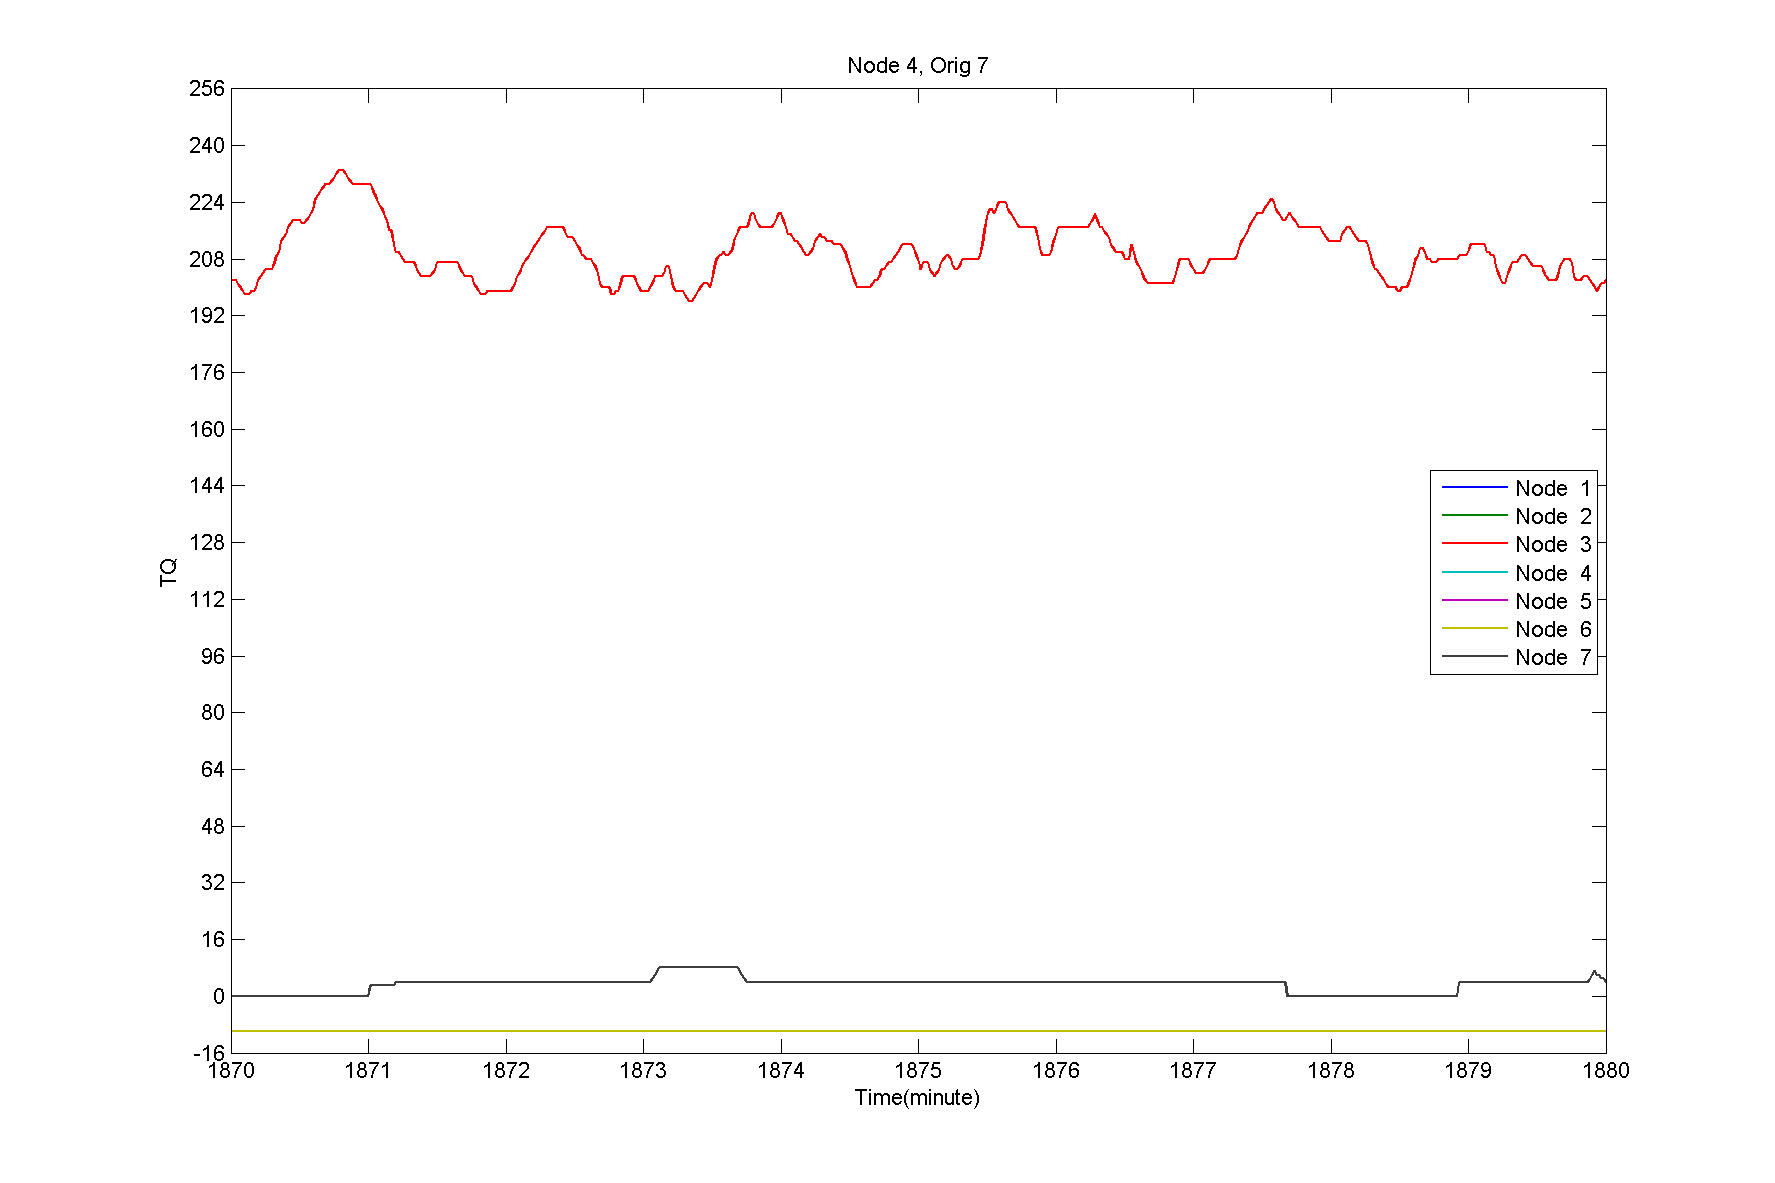 Node 4, Orig 7
256
240
224
208
192
176
160
144
128
112
96
80
64
48
32
16
0
-16
TQ
1870 1871 1872 1873 1874 1875 1876 1877 1878 1879 1880
Time(minute)
Node 1
Node 2
Node 3
Node 4
Node 5
Node 6
Node 7